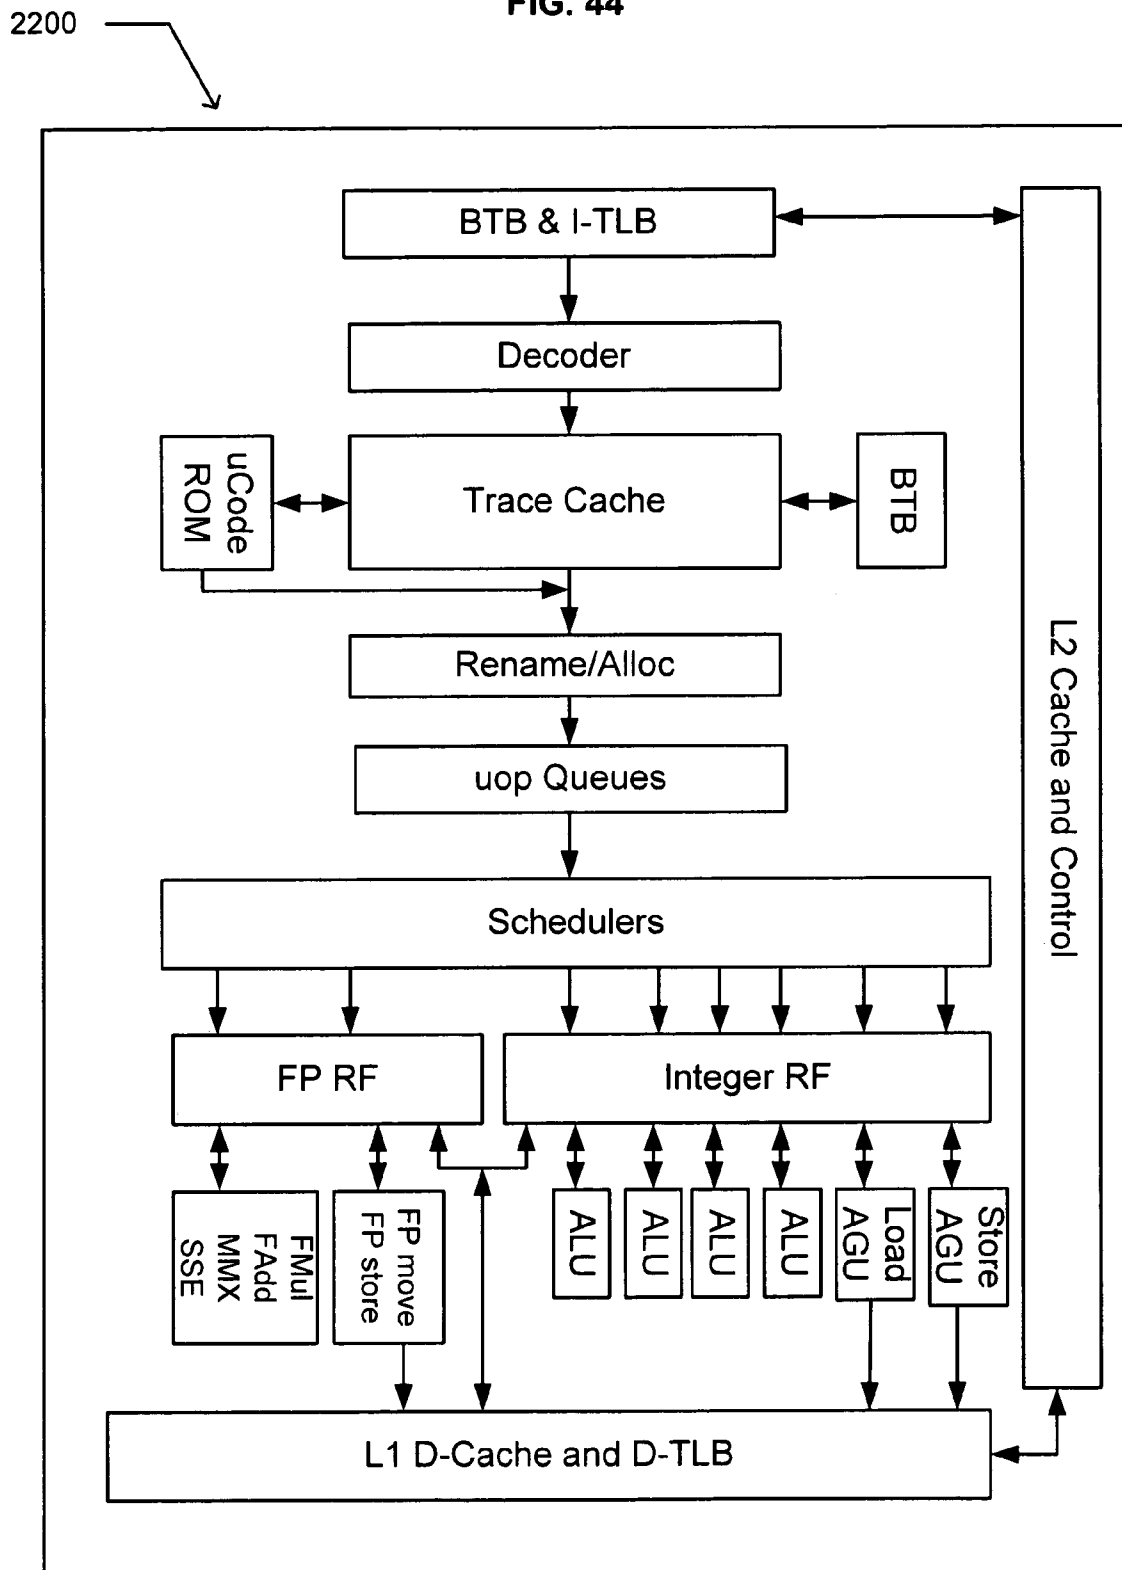 FIG. 44
2200
BTB & I-TLB
Decoder
uCode
ROM
Trace Cache
BTB
Rename/Alloc
uop Queues
L2 Cache and Control
Schedulers
FP RF
Integer RF
FMul
FAdd
MMX
SSE
FP move
FP store
ALU
ALU
ALU
ALU
Load
AGU
Store
AGU
L1 D-Cache and D-TLB